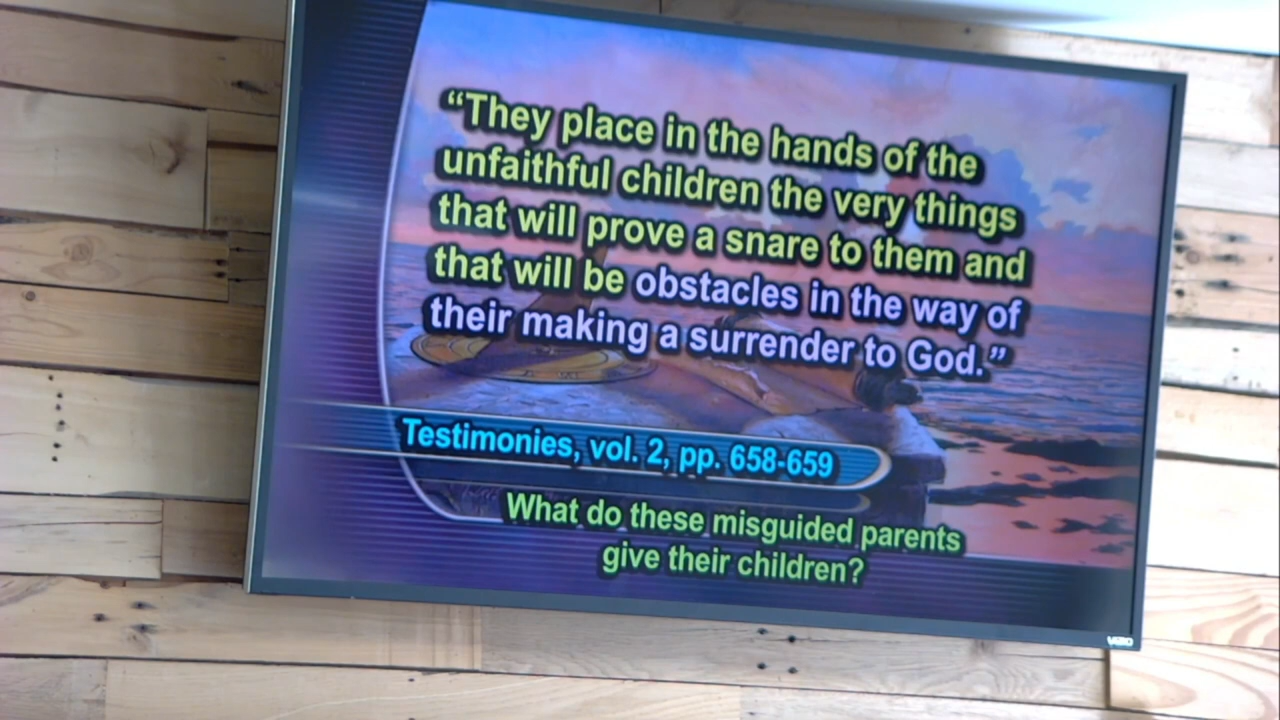 “They place in the hands of the
unfaithful children the very things
that will prove a snare to them and
that will be obstacles in the way of
their making a surrender to God.”
Testimonies, vol. 2, pp. 658-659
What do these misguided parents
give their children?
VIZIO